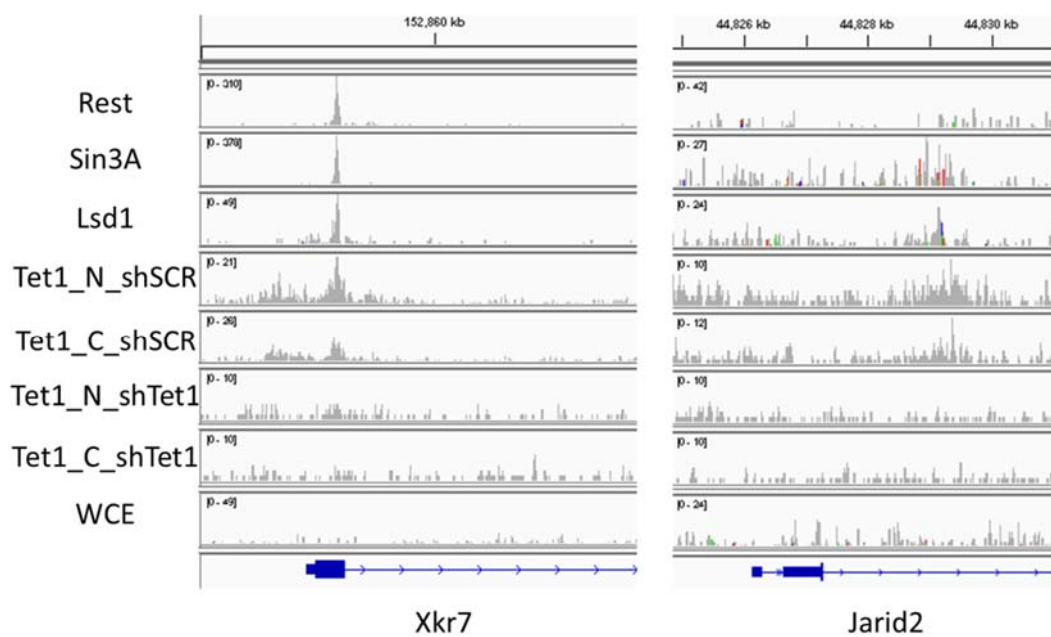 152,860 kb
44,826 kb 44,828 kb 44,830 kb
Rest [0 - 310] [0 - 42]
Sin3A [0 - 378] [0 - 27]
Lsd1 [0 - 49] [0 - 24]
Tet1_N_shSCR [0 - 21] [0 - 10]
Tet1_C_shSCR [0 - 26] [0 - 12]
Tet1_N_shTet1 [0 - 10] [0 - 10]
Tet1_C_shTet1 [0 - 10] [0 - 10]
WCE [0 - 49] [0 - 24]
Xkr7 Jarid2